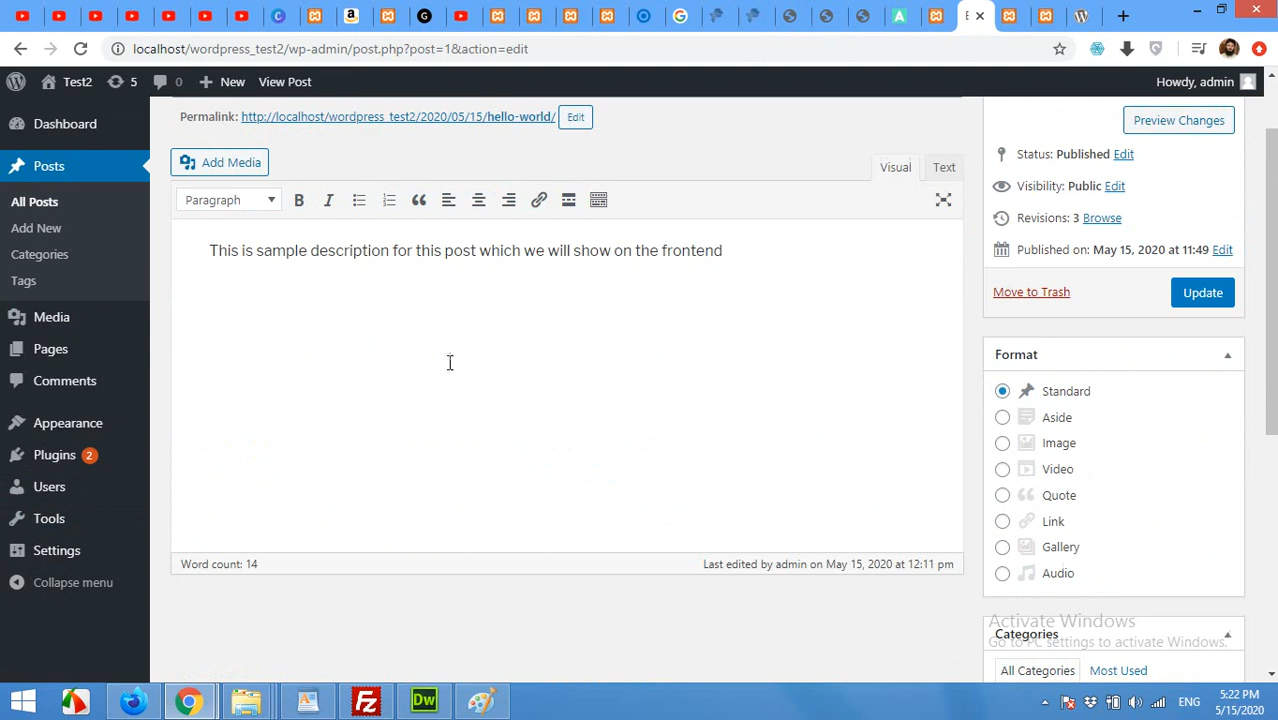 localhost/wordpress_test2/wp-admin/post.php?post=1&action=edit
Test2 5 0 New View Post Howdy, admin
Dashboard
Posts
All Posts
Add New
Categories
Tags
Media
Pages
Comments
Appearance
Plugins 2
Users
Tools
Settings
Collapse menu
Permalink: http://localhost/wordpress_test2/2020/05/15/hello-world/ Edit
Add Media
Visual Text
Paragraph
This is sample description for this post which we will show on the frontend
Word count: 14 Last edited by admin on May 15, 2020 at 12:11 pm
Preview Changes
Status: Published Edit
Visibility: Public Edit
Revisions: 3 Browse
Published on: May 15, 2020 at 11:49 Edit
Move to Trash Update
Format
Standard
Aside
Image
Video
Quote
Link
Gallery
Audio
Activate Windows
Go to PC settings to activate Windows.
Categories
All Categories Most Used
Fz Dw ENG 5:22 PM
5/15/2020